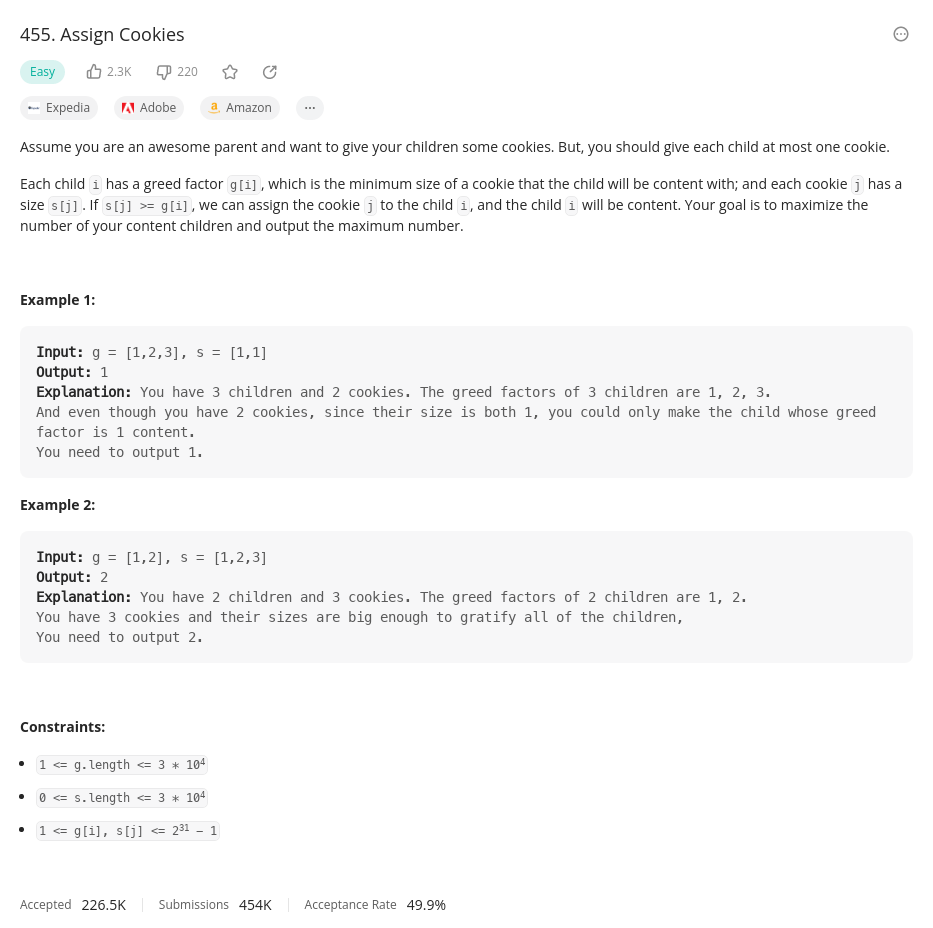 455. Assign Cookies
Easy 2.3K 220
Expedia Adobe Amazon ...
Assume you are an awesome parent and want to give your children some cookies. But, you should give each child at most one cookie.
Each child i has a greed factor g[i], which is the minimum size of a cookie that the child will be content with; and each cookie j has a
size s[j]. If s[j] >= g[i], we can assign the cookie j to the child i, and the child i will be content. Your goal is to maximize the
number of your content children and output the maximum number.
Example 1:
Input: g = [1,2,3], s = [1,1]
Output: 1
Explanation: You have 3 children and 2 cookies. The greed factors of 3 children are 1, 2, 3.
And even though you have 2 cookies, since their size is both 1, you could only make the child whose greed
factor is 1 content.
You need to output 1.
Example 2:
Input: g = [1,2], s = [1,2,3]
Output: 2
Explanation: You have 2 children and 3 cookies. The greed factors of 2 children are 1, 2.
You have 3 cookies and their sizes are big enough to gratify all of the children,
You need to output 2.
Constraints:
• 1 <= g.length <= 3 * 10⁴
• 0 <= s.length <= 3 * 10⁴
• 1 <= g[i], s[j] <= 2³¹ - 1
Accepted 226.5K Submissions 454K Acceptance Rate 49.9%